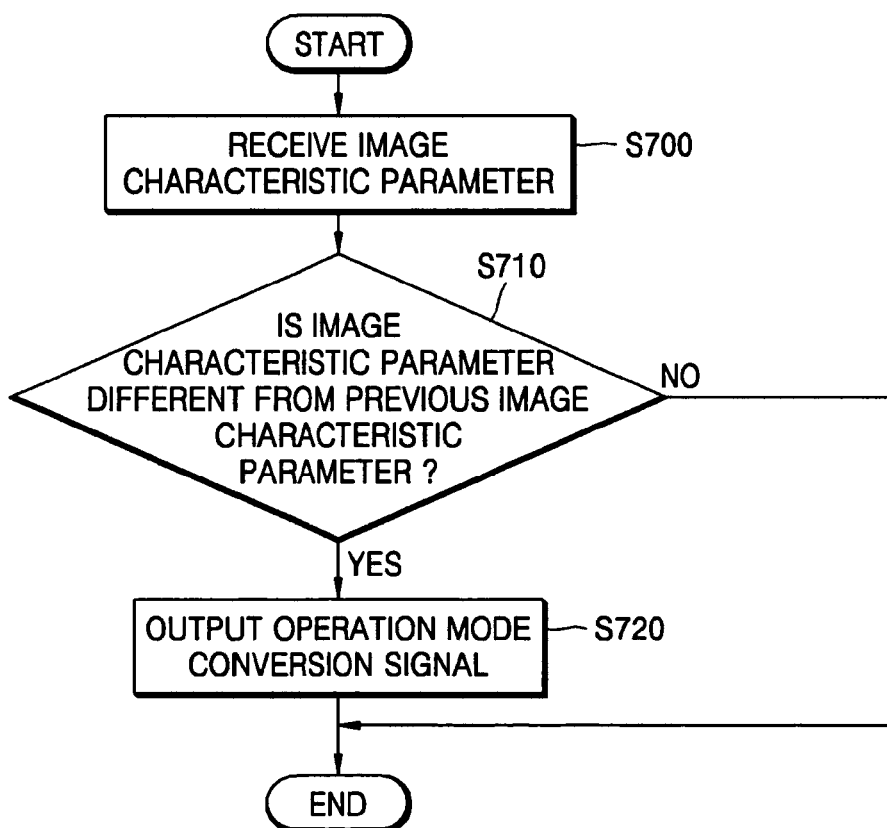 START
RECEIVE IMAGE
CHARACTERISTIC PARAMETER
S700
S710
IS IMAGE
CHARACTERISTIC PARAMETER
DIFFERENT FROM PREVIOUS IMAGE
CHARACTERISTIC
PARAMETER ?
NO
YES
OUTPUT OPERATION MODE
CONVERSION SIGNAL
S720
END